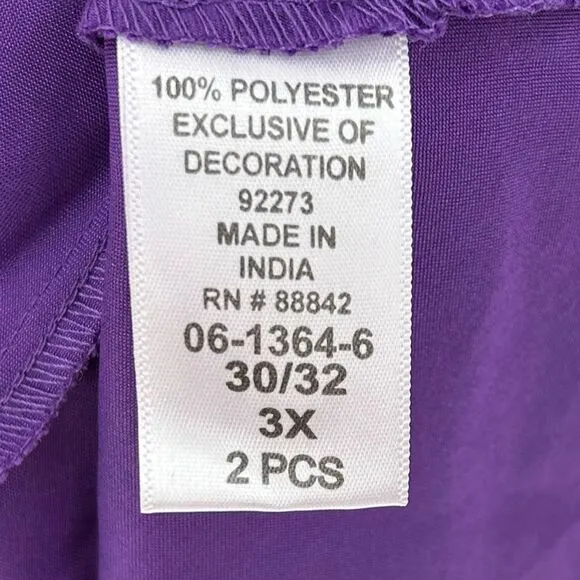 100% POLYESTER
EXCLUSIVE OF
DECORATION
92273
MADE IN
INDIA
RN # 88842
06-1364-6
30/32
3X
2 PCS